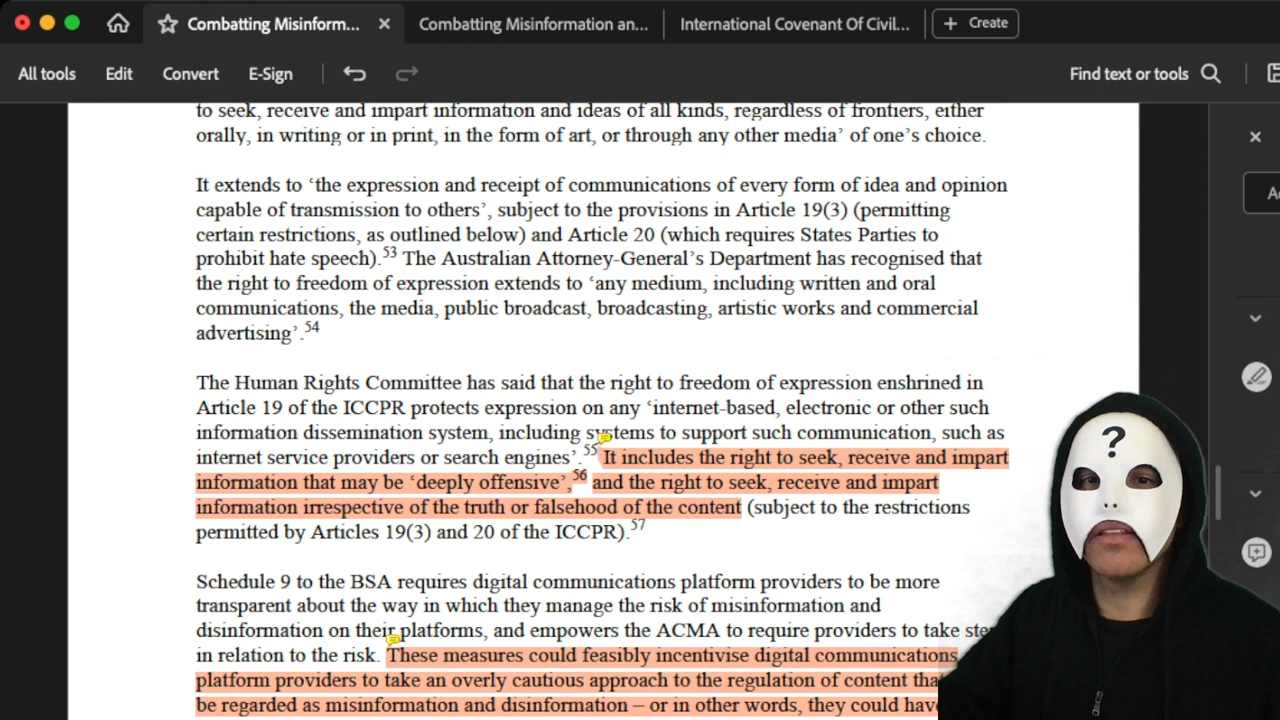 Combatting Misinform...
Combatting Misinformation an...
International Covenant Of Civil...
+ Create
All tools
Edit
Convert
E-Sign
Find text or tools
to seek, receive and impart information and ideas of all kinds, regardless of frontiers, either
orally, in writing or in print, in the form of art, or through any other media’ of one’s choice.
It extends to ‘the expression and receipt of communications of every form of idea and opinion
capable of transmission to others’, subject to the provisions in Article 19(3) (permitting
certain restrictions, as outlined below) and Article 20 (which requires States Parties to
prohibit hate speech).53 The Australian Attorney-General’s Department has recognised that
the right to freedom of expression extends to ‘any medium, including written and oral
communications, the media, public broadcast, broadcasting, artistic works and commercial
advertising’.54
The Human Rights Committee has said that the right to freedom of expression enshrined in
Article 19 of the ICCPR protects expression on any ‘internet-based, electronic or other such
information dissemination system, including systems to support such communication, such as
internet service providers or search engines’.55 It includes the right to seek, receive and impart
information that may be ‘deeply offensive’,56 and the right to seek, receive and impart
information irrespective of the truth or falsehood of the content (subject to the restrictions
permitted by Articles 19(3) and 20 of the ICCPR).57
?
Schedule 9 to the BSA requires digital communications platform providers to be more
transparent about the way in which they manage the risk of misinformation and
disinformation on their platforms, and empowers the ACMA to require providers to take
in relation to the risk. These measures could feasibly incentivise digital communications
platform providers to take an overly cautious approach to the regulation of content
be regarded as misinformation and disinformation – or in other words, they could have